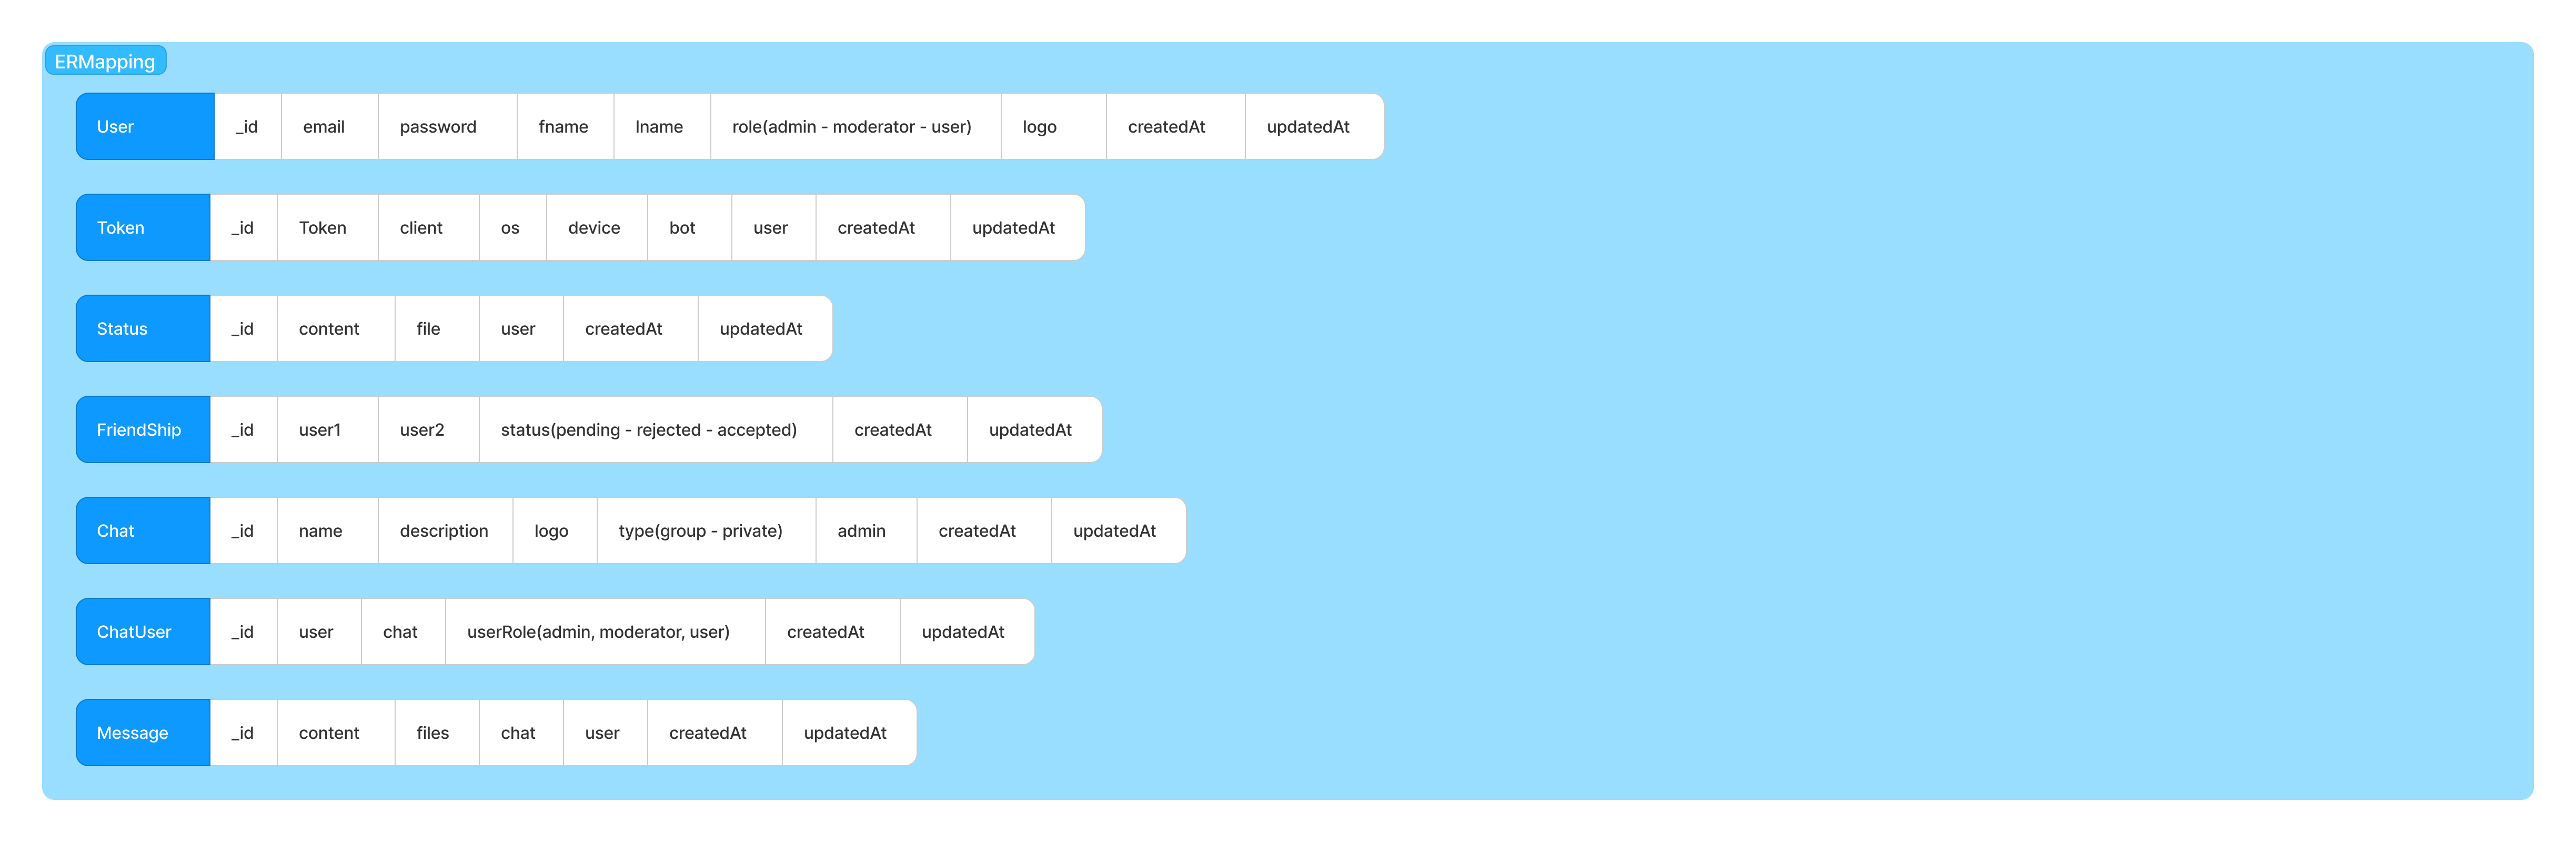 ERMapping
User _id email password fname lname role(admin - moderator - user) logo createdAt updatedAt
Token _id Token client os device bot user createdAt updatedAt
Status _id content file user createdAt updatedAt
FriendShip _id user1 user2 status(pending - rejected - accepted) createdAt updatedAt
Chat _id name description logo type(group - private) admin createdAt updatedAt
ChatUser _id user chat userRole(admin, moderator, user) createdAt updatedAt
Message _id content files chat user createdAt updatedAt